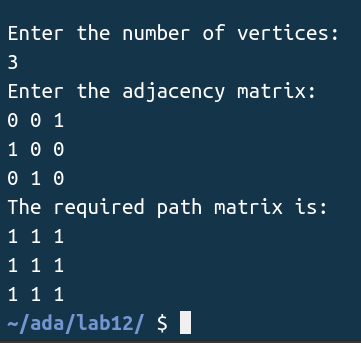 Enter the number of vertices:
3
Enter the adjacency matrix:
0 0 1
1 0 0
0 1 0
The required path matrix is:
1 1 1
1 1 1
1 1 1
~/ada/lab12/ $